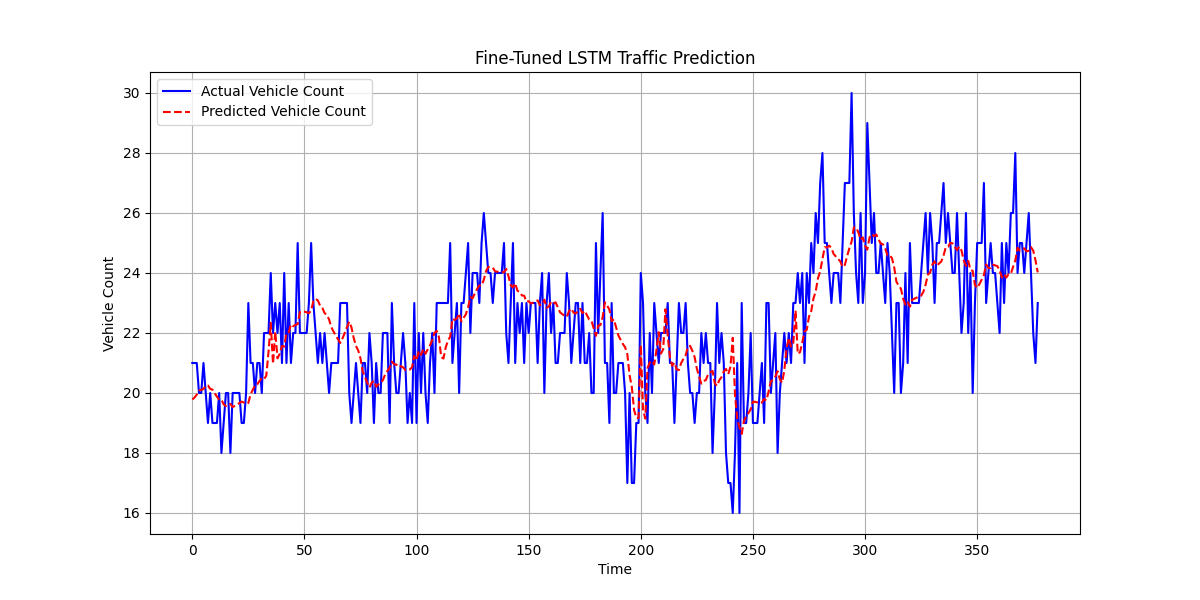 Fine-Tuned LSTM Traffic Prediction
Actual Vehicle Count
Predicted Vehicle Count
Vehicle Count
30
28
26
24
22
20
18
16
0 50 100 150 200 250 300 350
Time